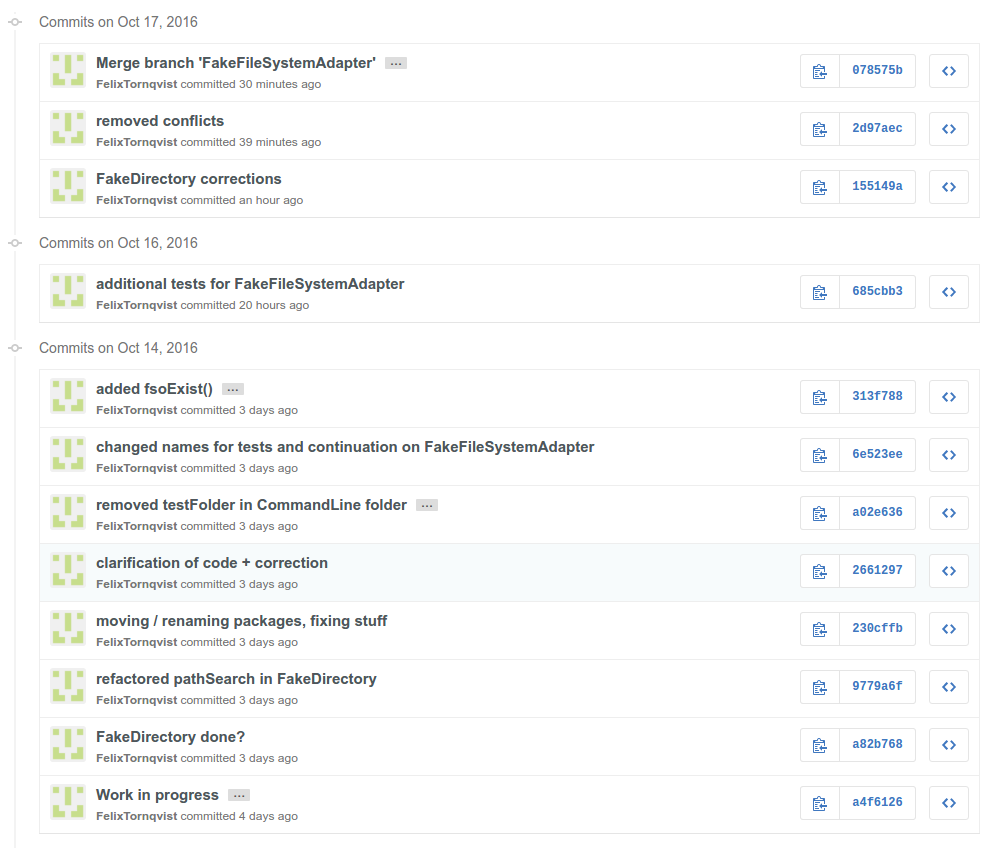 Commits on Oct 17, 2016
Merge branch 'FakeFileSystemAdapter' ...
FelixTornqvist committed 30 minutes ago
078575b
removed conflicts
FelixTornqvist committed 39 minutes ago
2d97aec
FakeDirectory corrections
FelixTornqvist committed an hour ago
155149a
Commits on Oct 16, 2016
additional tests for FakeFileSystemAdapter
FelixTornqvist committed 20 hours ago
685cbb3
Commits on Oct 14, 2016
added fsoExist() ...
FelixTornqvist committed 3 days ago
313f788
changed names for tests and continuation on FakeFileSystemAdapter
FelixTornqvist committed 3 days ago
6e523ee
removed testFolder in CommandLine folder ...
FelixTornqvist committed 3 days ago
a02e636
clarification of code + correction
FelixTornqvist committed 3 days ago
2661297
moving / renaming packages, fixing stuff
FelixTornqvist committed 3 days ago
230cffb
refactored pathSearch in FakeDirectory
FelixTornqvist committed 3 days ago
9779a6f
FakeDirectory done?
FelixTornqvist committed 3 days ago
a82b768
Work in progress ...
FelixTornqvist committed 4 days ago
a4f6126